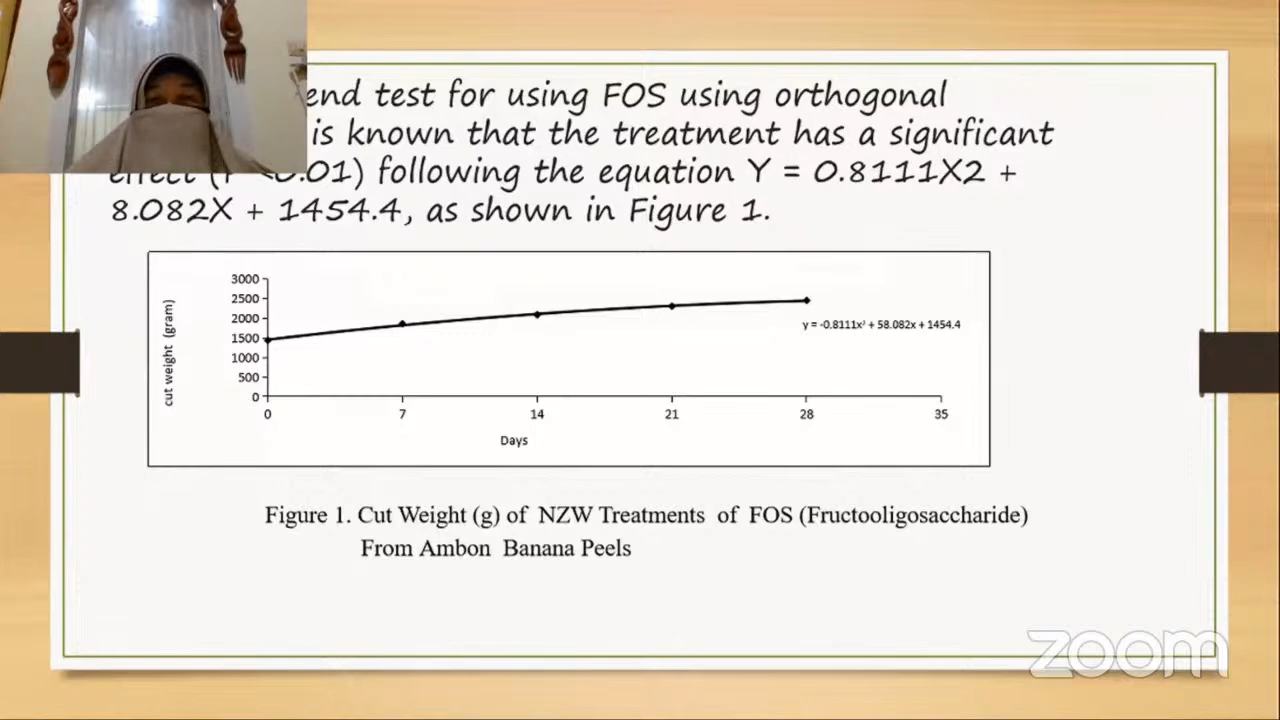 end test for using FOS using orthogonal
is known that the treatment has a significant
effect (P <0.01) following the equation Y = 0.8111X2 +
8.082X + 1454.4, as shown in Figure 1.
3000
2500
2000
1500
1000
500
0
cut weight (gram)
y = -0.8111x² + 58.082x + 1454.4
0 7 14 21 28 35
Days
Figure 1. Cut Weight (g) of NZW Treatments of FOS (Fructooligosaccharide)
From Ambon Banana Peels
zoom